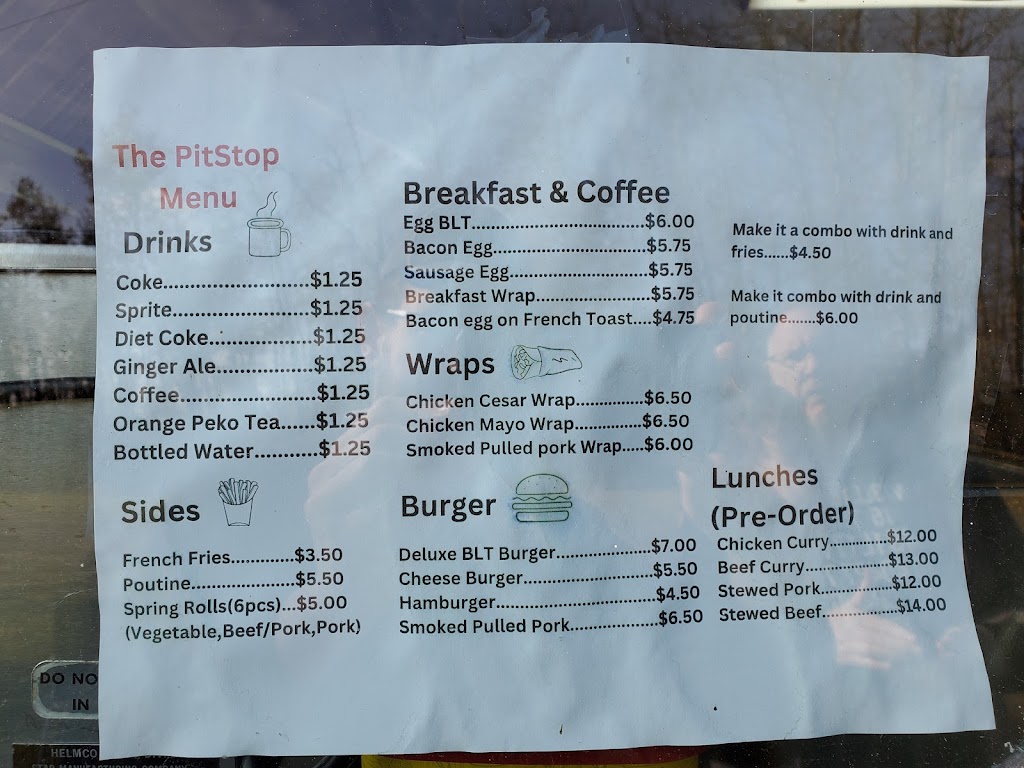 The PitStop
Menu
Drinks
Coke............................$1.25
Sprite..........................$1.25
Diet Coke....................$1.25
Ginger Ale..................$1.25
Coffee..........................$1.25
Orange Peko Tea......$1.25
Bottled Water...........$1.25
Sides
French Fries............$3.50
Poutine....................$5.50
Spring Rolls(6pcs)...$5.00
(Vegetable,Beef/Pork,Pork)
Breakfast & Coffee
Egg BLT....................................$6.00
Bacon Egg................................$5.75
Sausage Egg.............................$5.75
Breakfast Wrap........................$5.75
Bacon egg on French Toast....$4.75
Wraps
Chicken Cesar Wrap...............$6.50
Chicken Mayo Wrap...............$6.50
Smoked Pulled pork Wrap.....$6.00
Burger
Deluxe BLT Burger....................$7.00
Cheese Burger...........................$5.50
Hamburger.................................$4.50
Smoked Pulled Pork...................$6.50
Make it a combo with drink and
fries......$4.50
Make it combo with drink and
poutine.......$6.00
Lunches
(Pre-Order)
Chicken Curry..............$12.00
Beef Curry.....................$13.00
Stewed Pork..................$12.00
Stewed Beef..................$14.00
DO NO
IN
HELMCO
STAR MANUFACTURING COMPANY